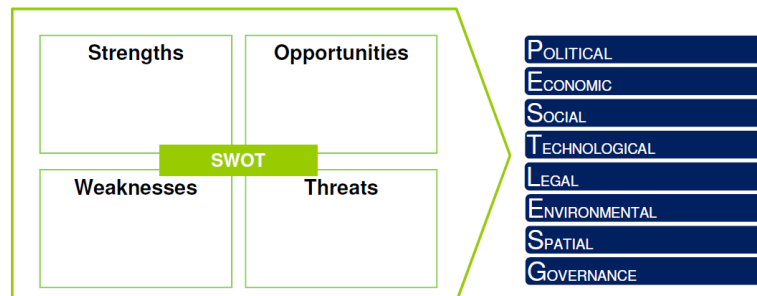 Strengths
Opportunities
SWOT
Weaknesses
Threats
POLITICAL
ECONOMIC
SOCIAL
TECHNOLOGICAL
LEGAL
ENVIRONMENTAL
SPATIAL
GOVERNANCE